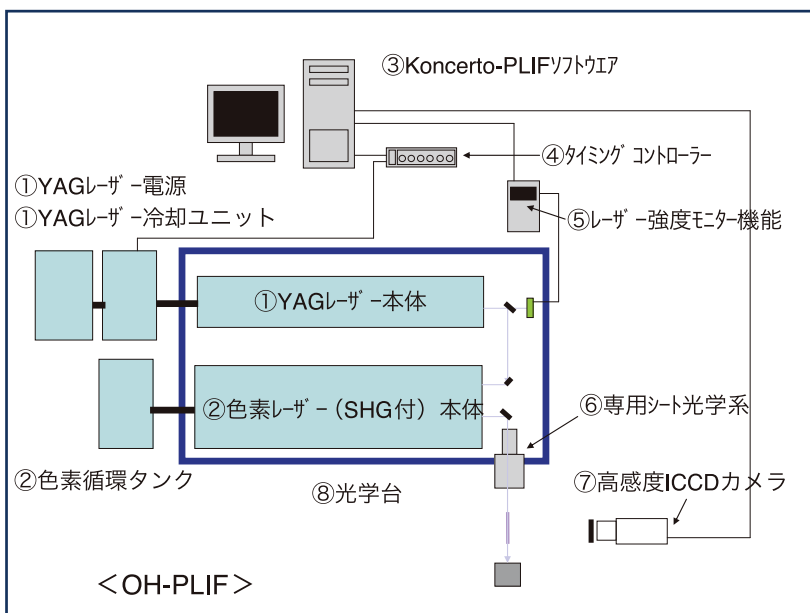 ③Koncerto-PLIFソフトウエア
④タイミングコントローラー
①YAGレーザー電源
①YAGレーザー冷却ユニット
⑤レーザー強度モニター機能
①YAGレーザー本体
②色素レーザー(SHG付)本体
⑥専用シート光学系
②色素循環タンク
⑧光学台
⑦高感度ICCDカメラ
＜OH-PLIF＞